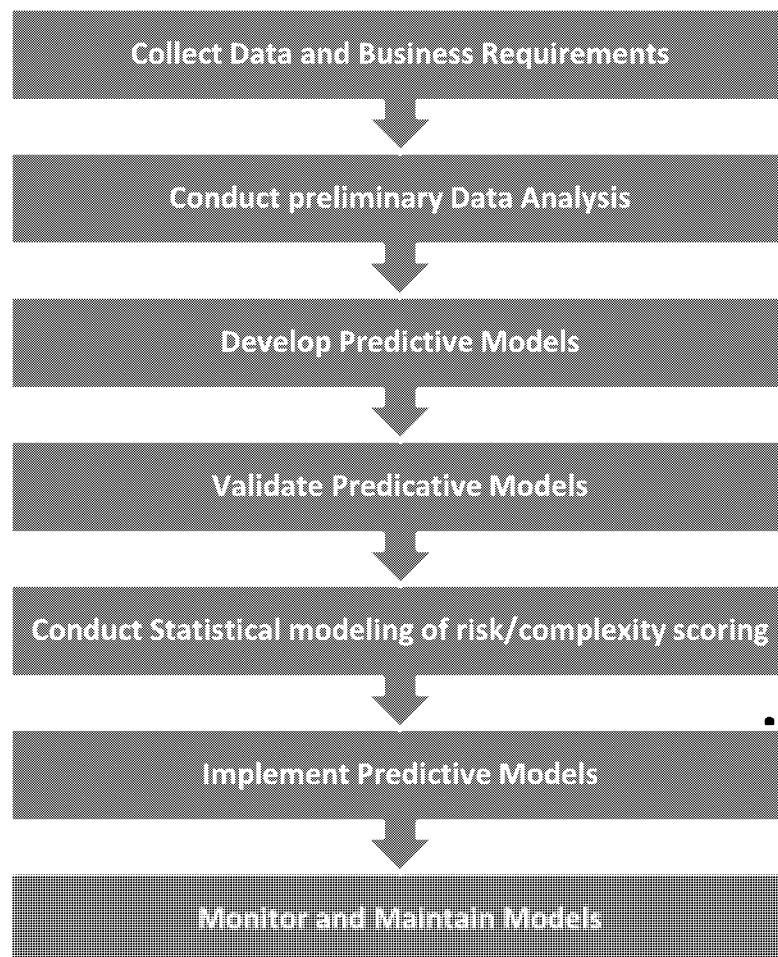 Collect Data and Business Requirements
Conduct preliminary Data Analysis
Develop Predictive Models
Validate Predicative Models
Conduct Statistical modeling of risk/complexity scoring
Implement Predictive Models
Monitor and Maintain Models